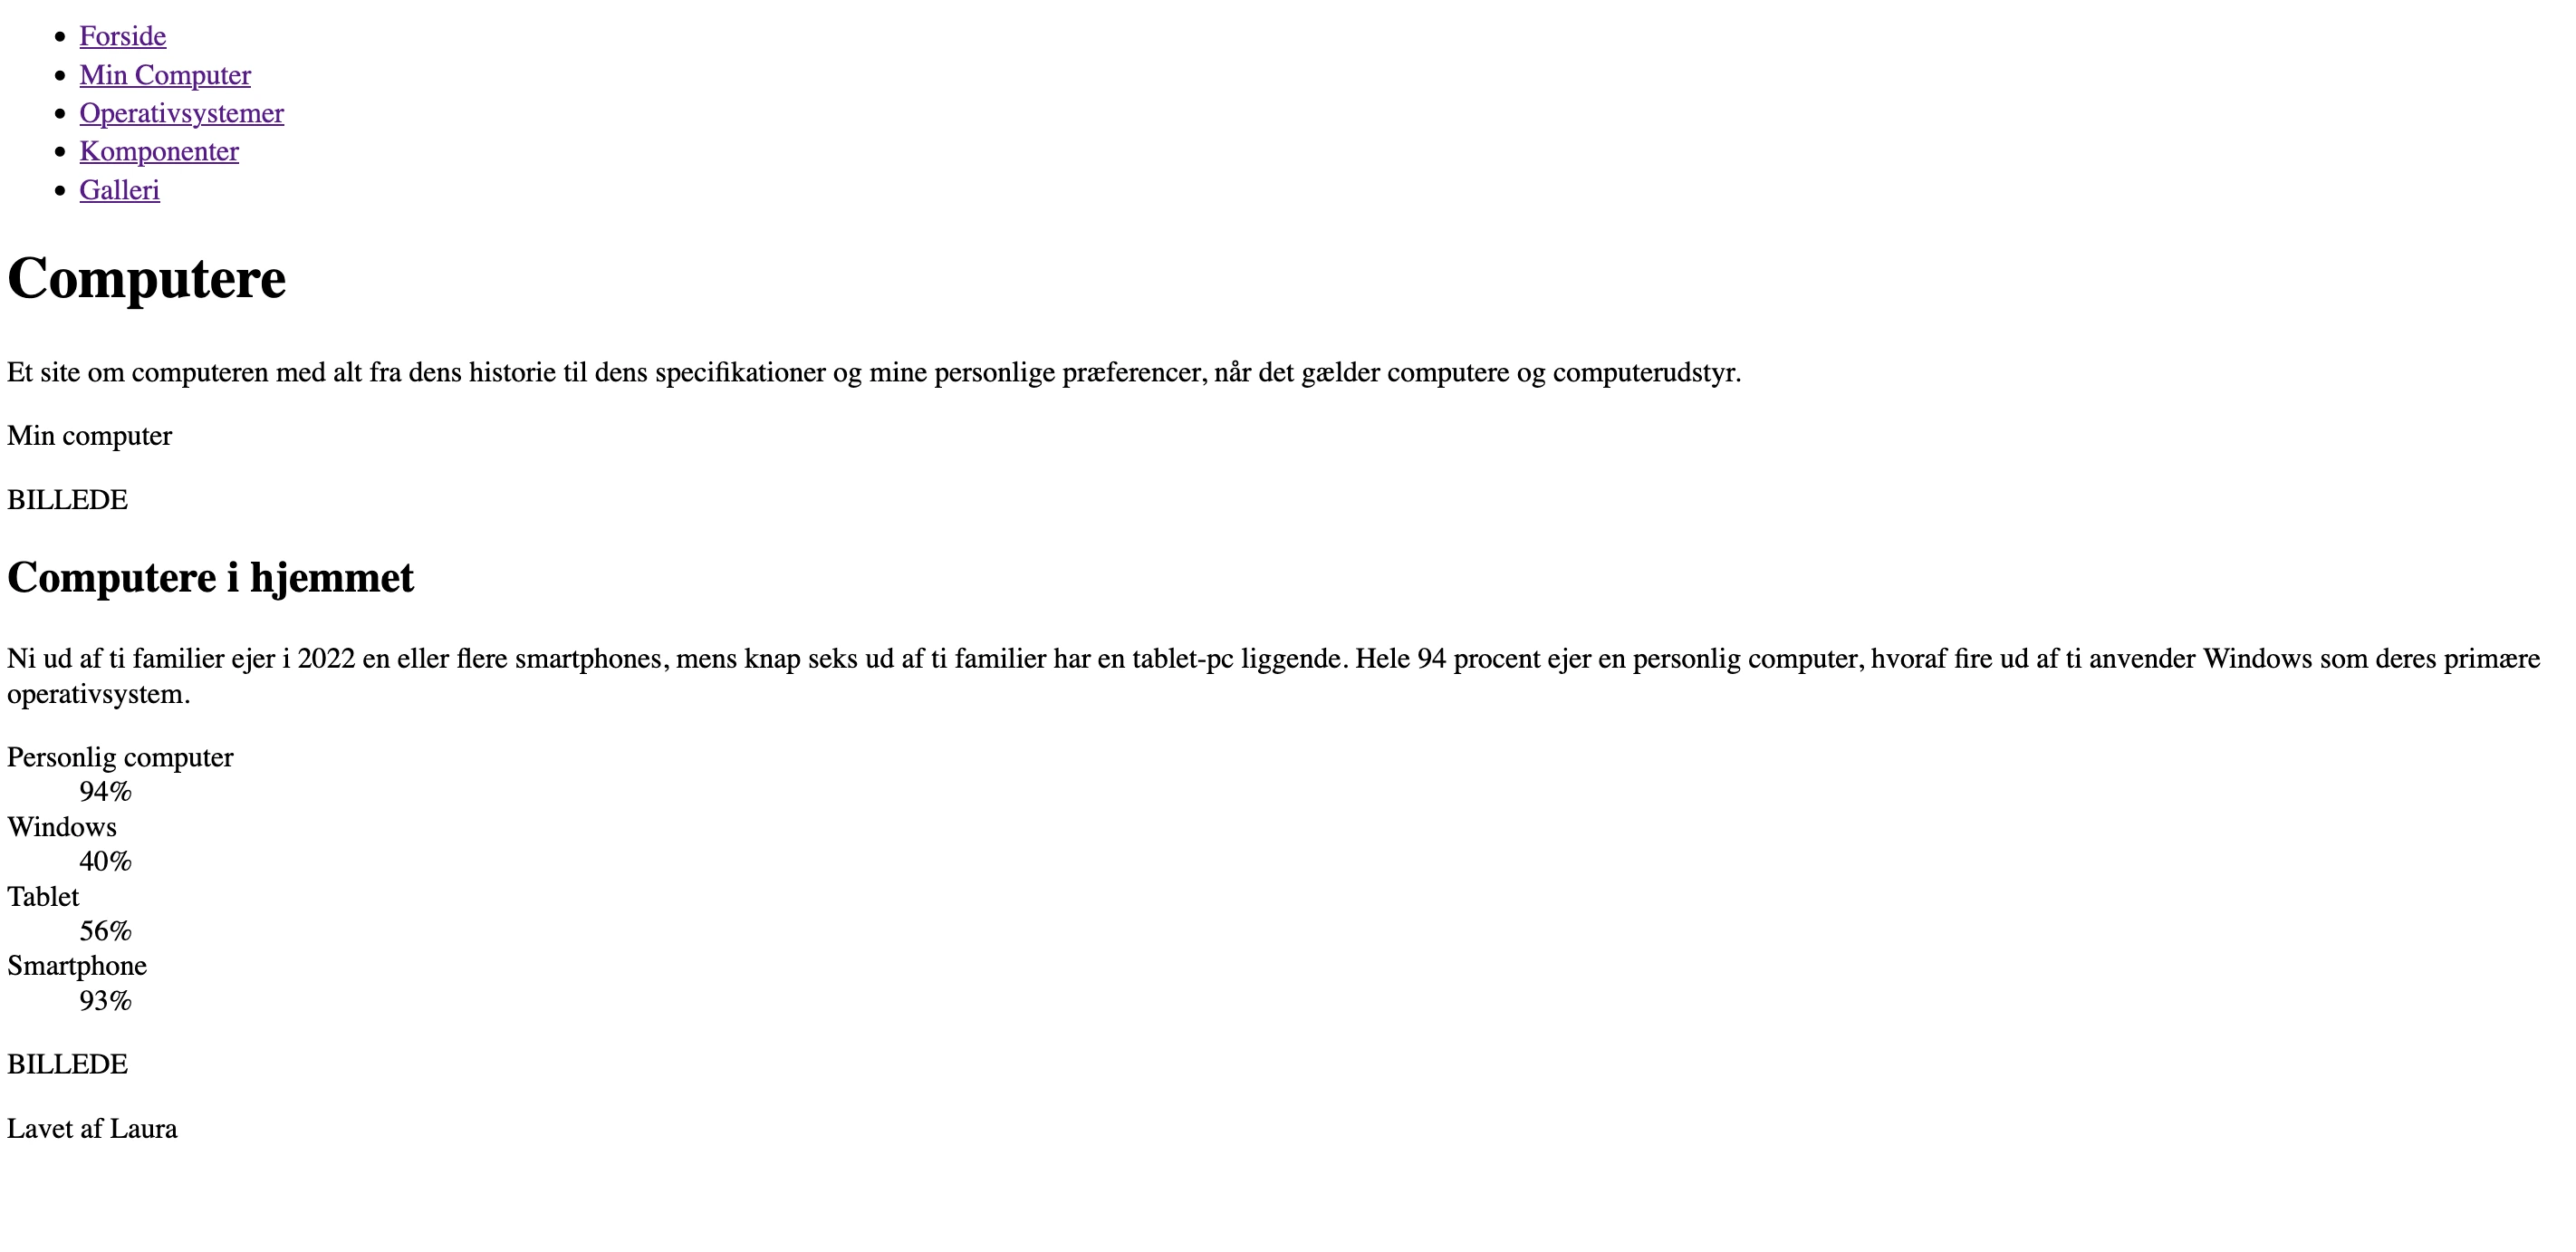 Forside
Min Computer
Operativsystemer
Komponenter
Galleri
Computere
Et site om computeren med alt fra dens historie til dens specifikationer og mine personlige præferencer, når det gælder computere og computerudstyr.
Min computer
BILLEDE
Computere i hjemmet
Ni ud af ti familier ejer i 2022 en eller flere smartphones, mens knap seks ud af ti familier har en tablet-pc liggende. Hele 94 procent ejer en personlig computer, hvoraf fire ud af ti anvender Windows som deres primære
operativsystem.
Personlig computer
94%
Windows
40%
Tablet
56%
Smartphone
93%
BILLEDE
Lavet af Laura